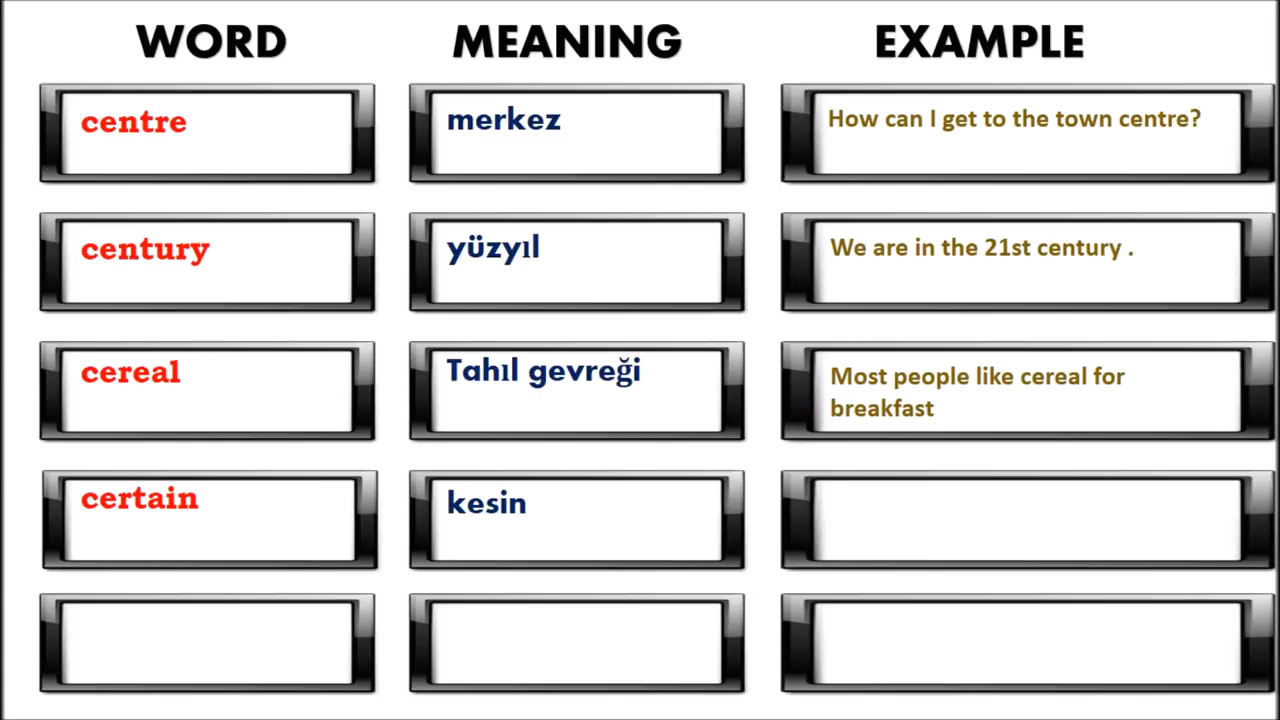 WORD MEANING EXAMPLE
centre merkez How can I get to the town centre?
century yüzyıl We are in the 21st century .
cereal Tahıl gevreği Most people like cereal for
breakfast
certain kesin